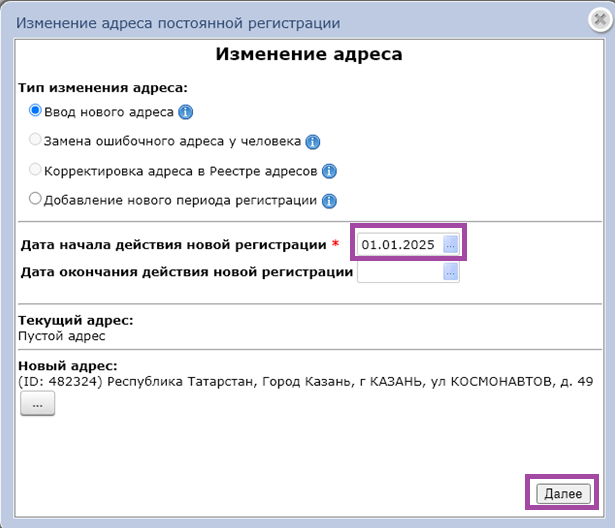 Изменение адреса постоянной регистрации
Изменение адреса
Тип изменения адреса:
Ввод нового адреса
Замена ошибочного адреса у человека
Корректировка адреса в Реестре адресов
Добавление нового периода регистрации
Дата начала действия новой регистрации * 01.01.2025 ...
Дата окончания действия новой регистрации ...
Текущий адрес:
Пустой адрес
Новый адрес:
(ID: 482324) Республика Татарстан, Город Казань, г КАЗАНЬ, ул КОСМОНАВТОВ, д. 49
...
Далее